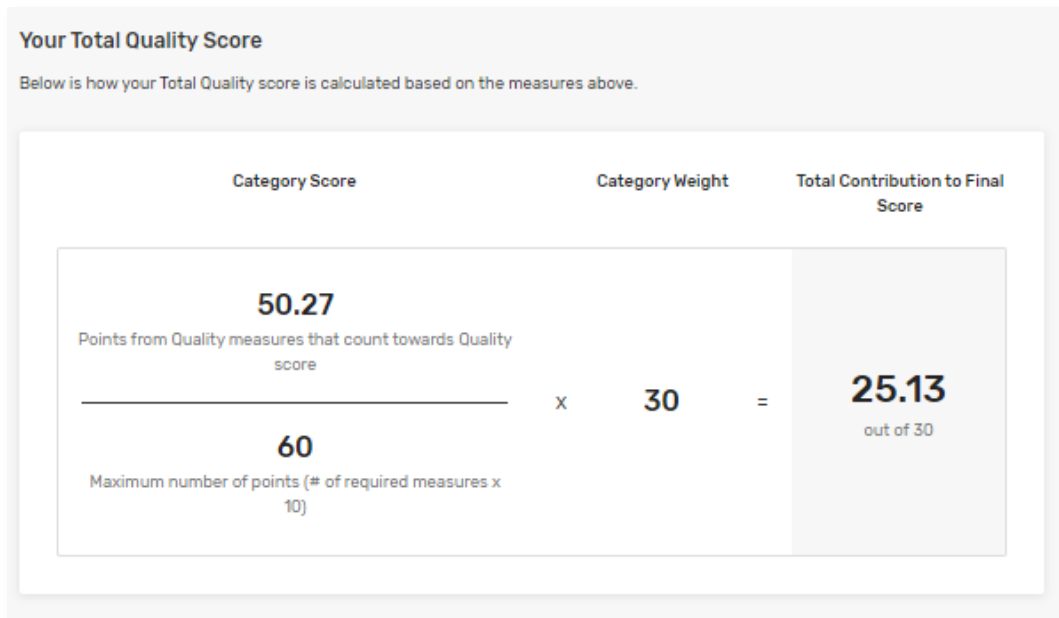 Your Total Quality Score
Below is how your Total Quality score is calculated based on the measures above.
Category Score
Category Weight
Total Contribution to Final
Score
50.27
Points from Quality measures that count towards Quality
score
60
Maximum number of points (# of required measures x
10)
x
30
=
25.13
out of 30